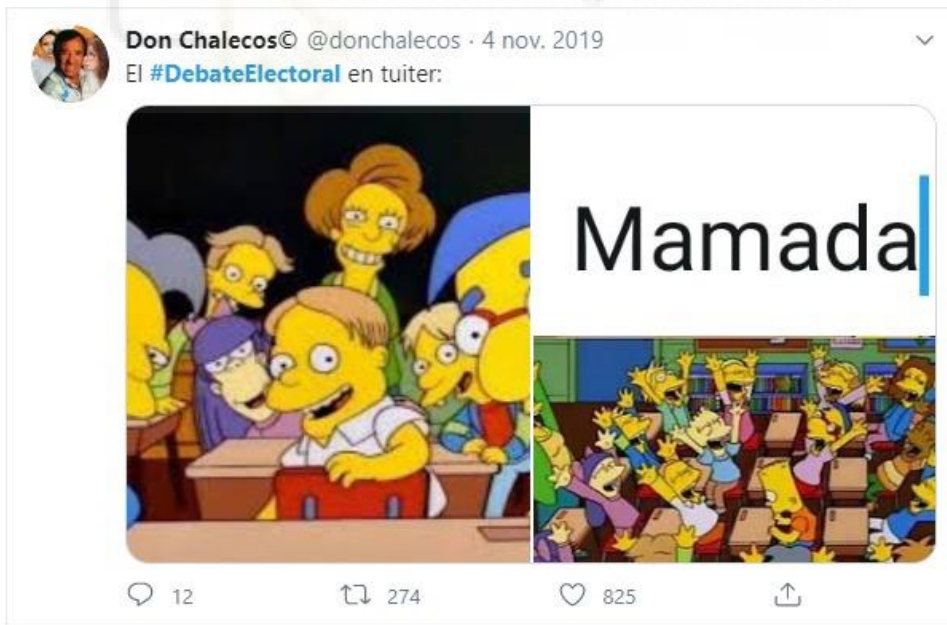 Don Chalecos© @donchalecos · 4 nov. 2019
El #DebateElectoral en tuiter:
Mamada
12 274 825